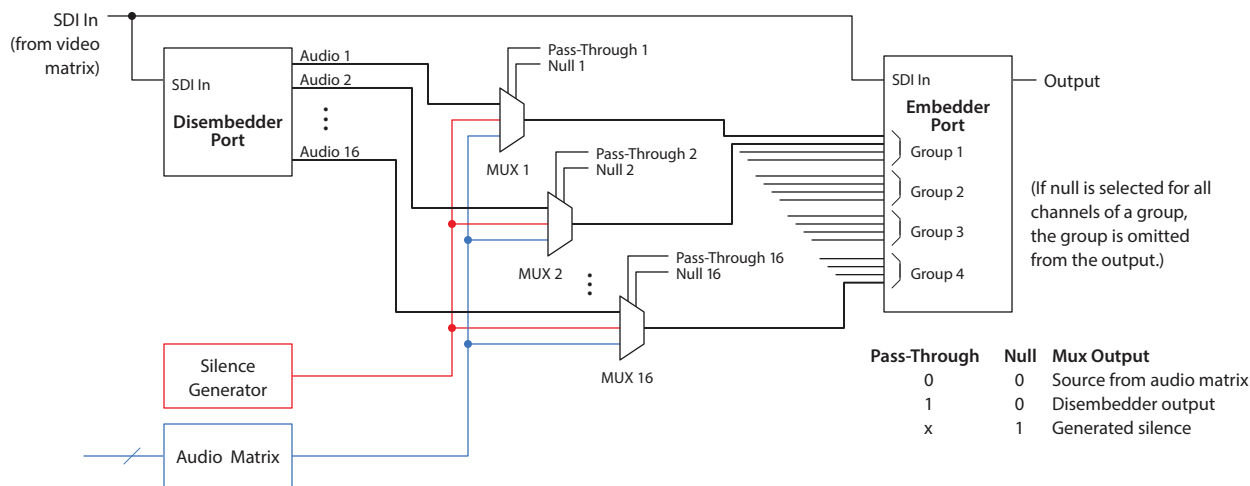 SDI In
(from video
matrix)
SDI In
Disembedder
Port
Audio 1
Audio 2
Audio 16
Pass-Through 1
Null 1
MUX 1
Pass-Through 2
Null 2
MUX 2
Pass-Through 16
Null 16
MUX 16
SDI In
Embedder
Port
Group 1
Group 2
Group 3
Group 4
Output
(If null is selected for all
channels of a group,
the group is omitted
from the output.)
Silence
Generator
Audio Matrix
Pass-Through Null Mux Output
0 0 Source from audio matrix
1 0 Disembedder output
x 1 Generated silence